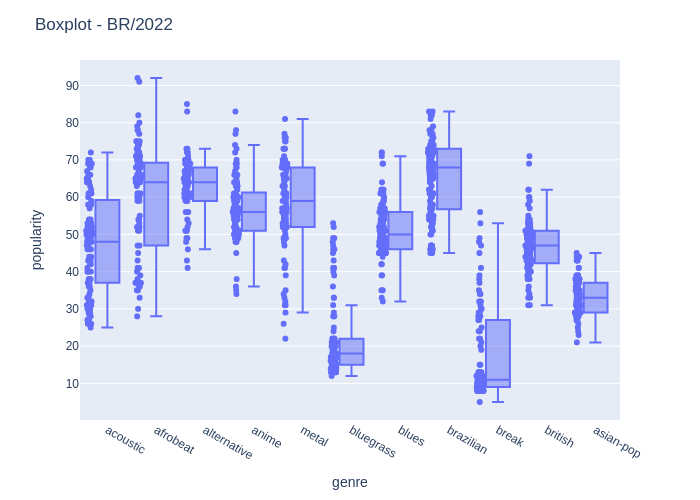 Boxplot - BR/2022
90
80
70
60
50
40
30
20
10
popularity
acoustic
afrobeat
alternative
anime
metal
bluegrass
blues
brazilian
break
british
asian-pop
genre